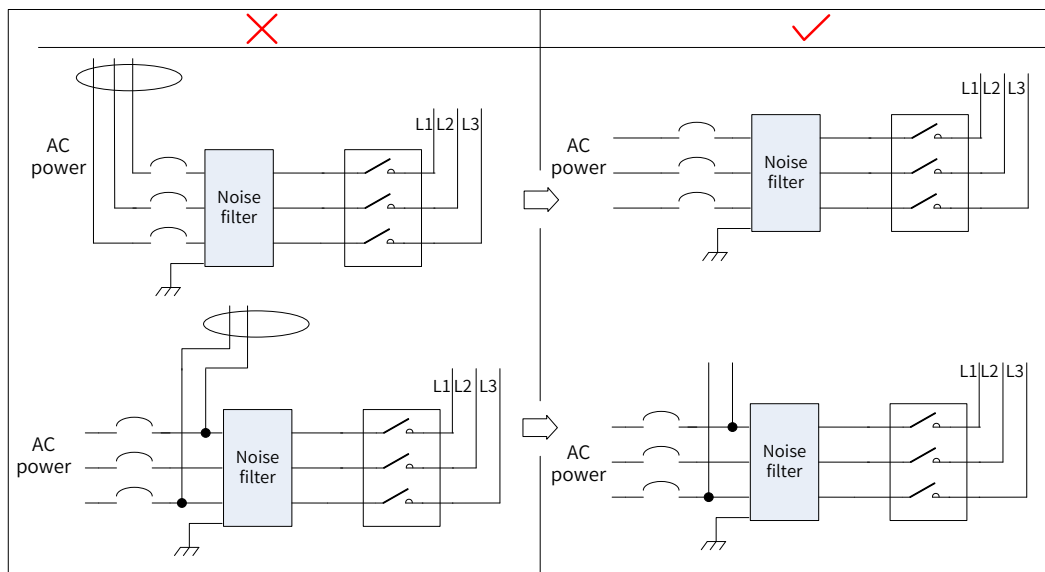 L1 L2 L3
AC
power
Noise
filter
L1 L2 L3
AC
power
Noise
filter
L1 L2 L3
AC
power
Noise
filter
L1 L2 L3
AC
power
Noise
filter